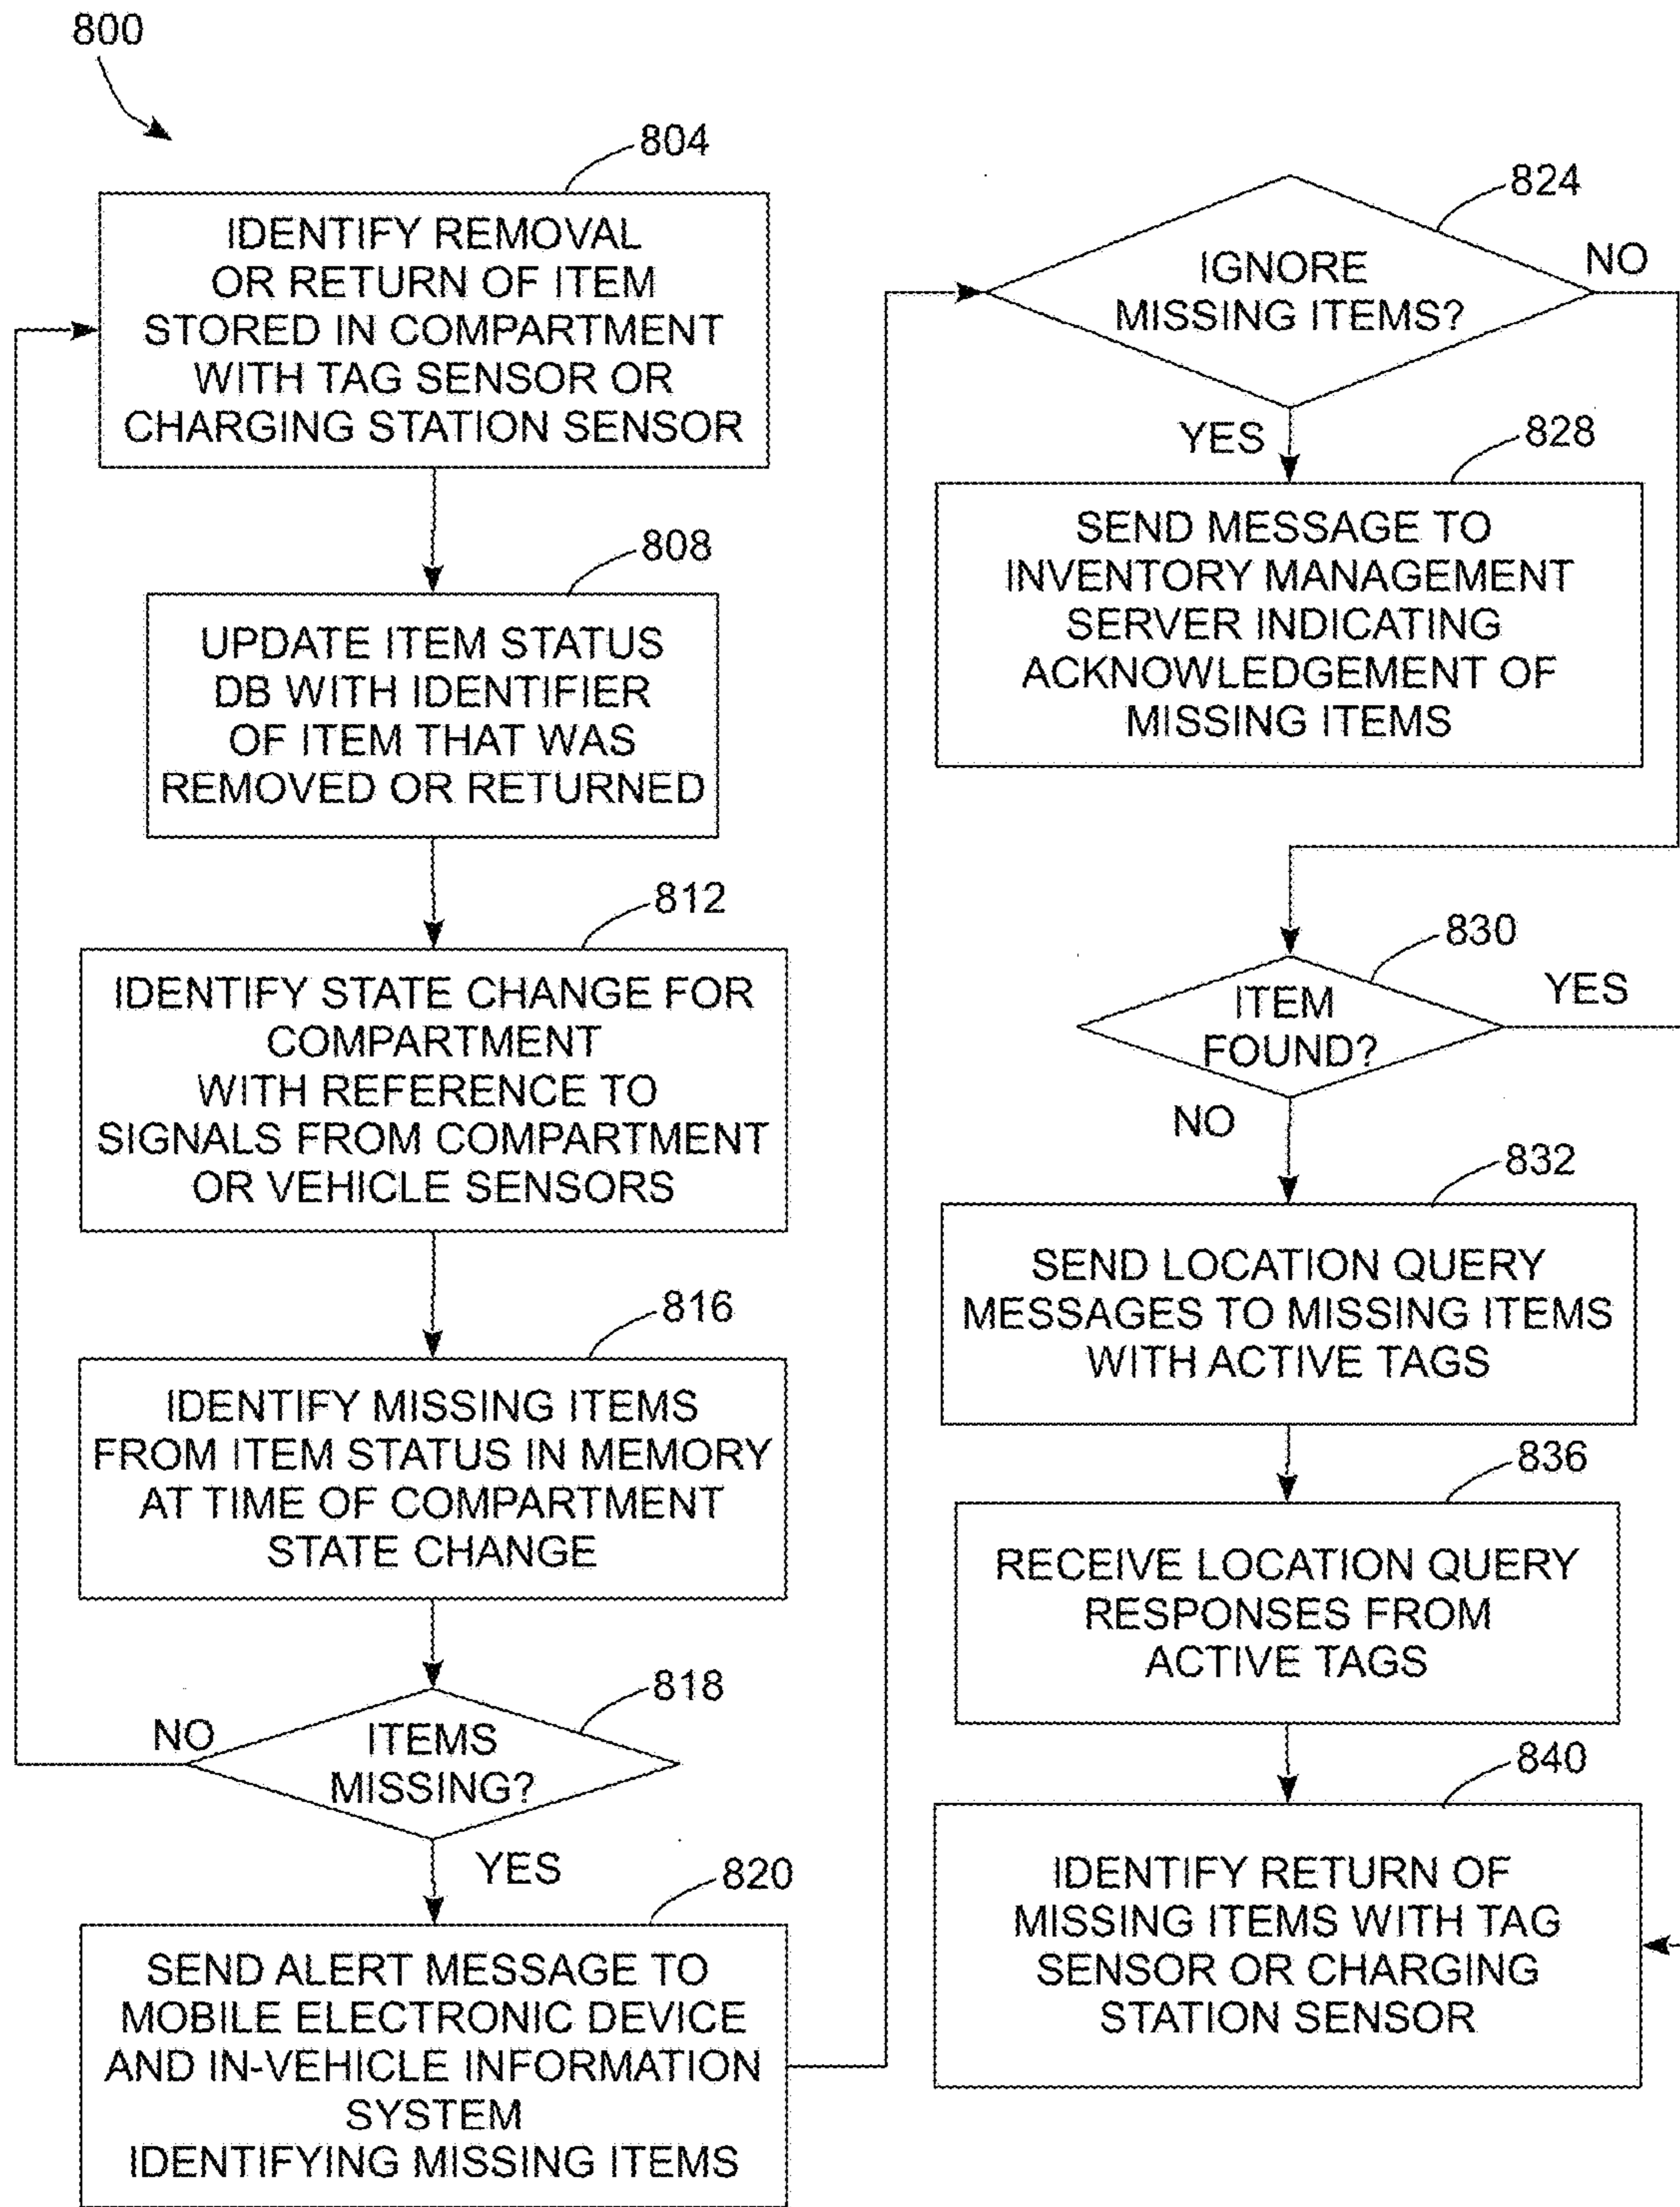 800
804
IDENTIFY REMOVAL
OR RETURN OF ITEM
STORED IN COMPARTMENT
WITH TAG SENSOR OR
CHARGING STATION SENSOR
808
UPDATE ITEM STATUS
DB WITH IDENTIFIER
OF ITEM THAT WAS
REMOVED OR RETURNED
812
IDENTIFY STATE CHANGE FOR
COMPARTMENT
WITH REFERENCE TO
SIGNALS FROM COMPARTMENT
OR VEHICLE SENSORS
816
IDENTIFY MISSING ITEMS
FROM ITEM STATUS IN MEMORY
AT TIME OF COMPARTMENT
STATE CHANGE
818
NO
ITEMS
MISSING?
YES
820
SEND ALERT MESSAGE TO
MOBILE ELECTRONIC DEVICE
AND IN-VEHICLE INFORMATION
SYSTEM
IDENTIFYING MISSING ITEMS
824
IGNORE
MISSING ITEMS?
NO
YES
828
SEND MESSAGE TO
INVENTORY MANAGEMENT
SERVER INDICATING
ACKNOWLEDGEMENT OF
MISSING ITEMS
830
ITEM
FOUND?
YES
NO
832
SEND LOCATION QUERY
MESSAGES TO MISSING ITEMS
WITH ACTIVE TAGS
836
RECEIVE LOCATION QUERY
RESPONSES FROM
ACTIVE TAGS
840
IDENTIFY RETURN OF
MISSING ITEMS WITH TAG
SENSOR OR CHARGING
STATION SENSOR